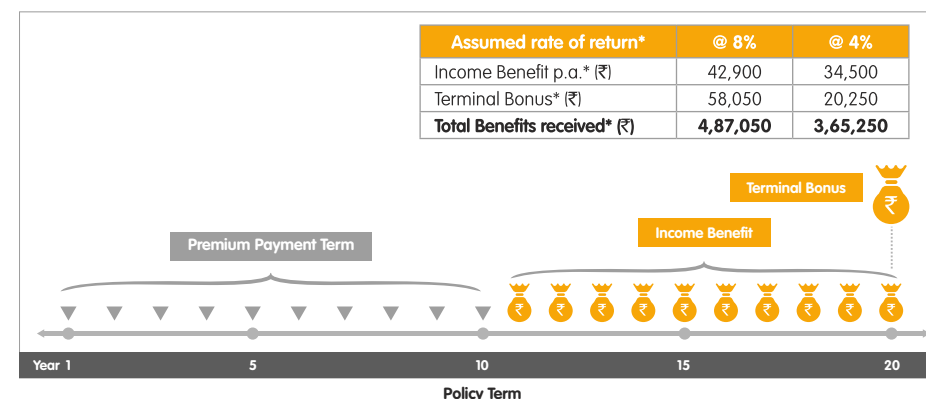 Assumed rate of return* @ 8% @ 4%
Income Benefit p.a.* (₹) 42,900 34,500
Terminal Bonus* (₹) 58,050 20,250
Total Benefits received* (₹) 4,87,050 3,65,250
Terminal Bonus
₹
Income Benefit
Premium Payment Term
₹ ₹ ₹ ₹ ₹ ₹ ₹ ₹ ₹ ₹
Year 1 5 10 15 20
Policy Term